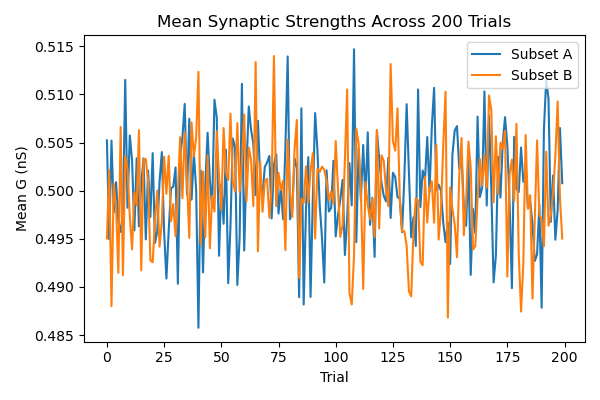 Mean Synaptic Strengths Across 200 Trials
Subset A
Subset B
Mean G (nS)
0.515
0.510
0.505
0.500
0.495
0.490
0.485
0 25 50 75 100 125 150 175 200
Trial